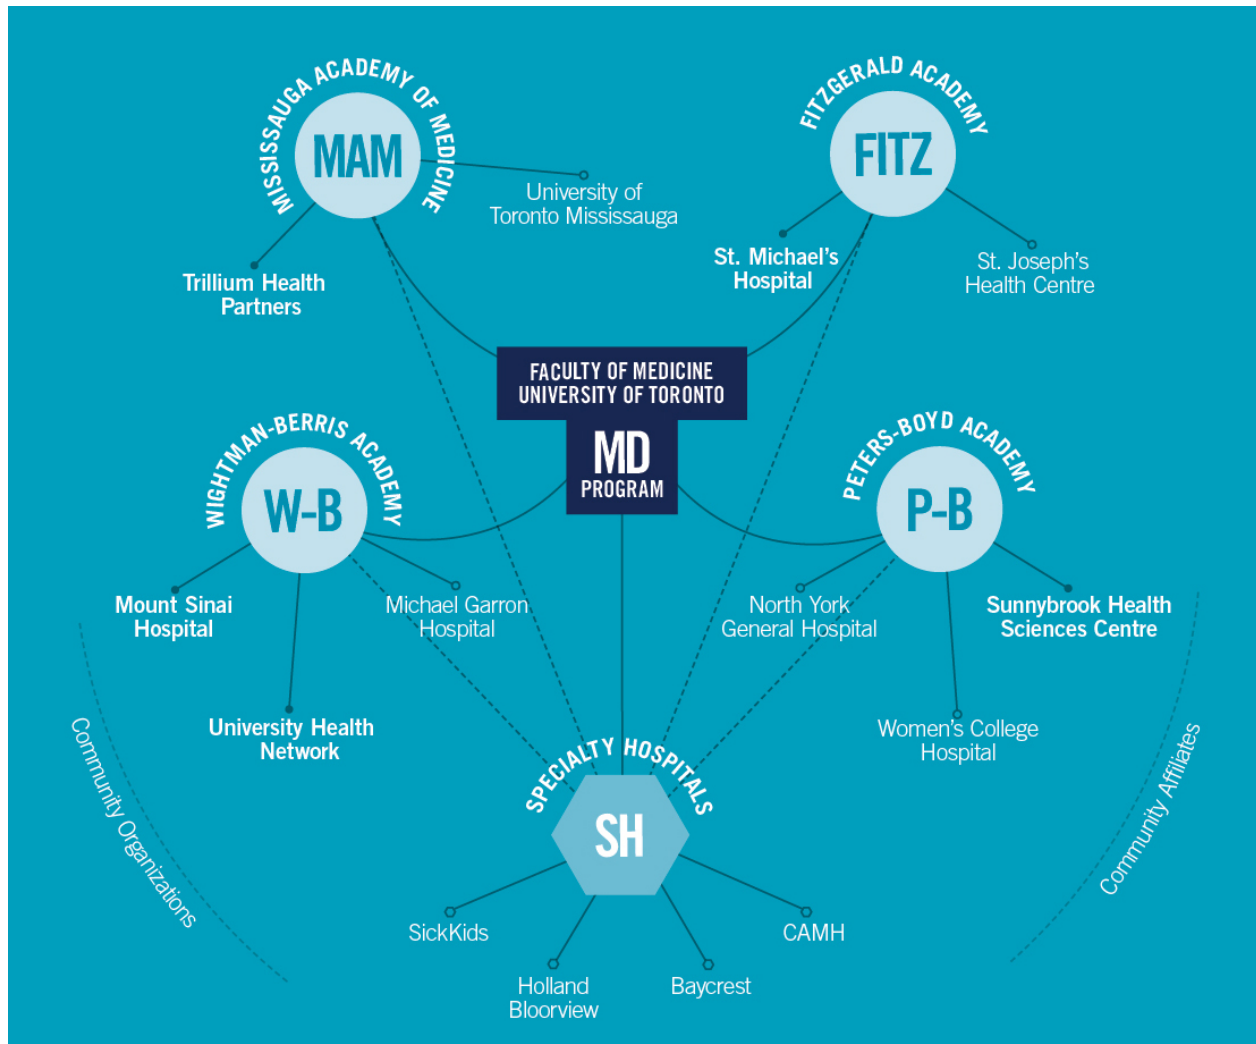 MISSISSAUGA ACADEMY OF MEDICINE
MAM
University of
Toronto Mississauga
Trillium Health
Partners
FITZGERALD ACADEMY
FITZ
St. Michael's
Hospital
St. Joseph's
Health Centre
FACULTY OF MEDICINE
UNIVERSITY OF TORONTO
MD
PROGRAM
WIGHTMAN-BERRIS ACADEMY
W-B
Mount Sinai
Hospital
Michael Garron
Hospital
University Health
Network
PETERS-BOYD ACADEMY
P-B
North York
General Hospital
Sunnybrook Health
Sciences Centre
Women's College
Hospital
Community Organizations
Community Affiliates
SPECIALTY HOSPITALS
SH
SickKids
Holland
Bloorview
Baycrest
CAMH